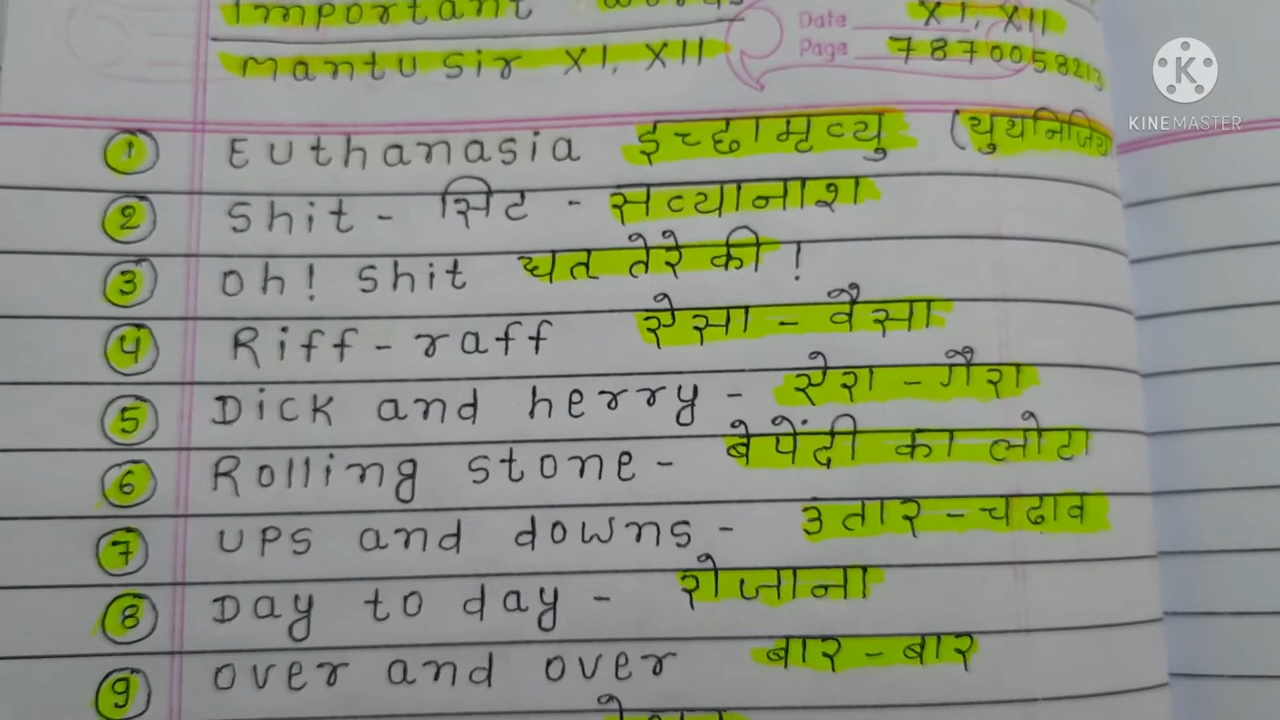 Important words XI, XII
Date
Mantu sir XI, XII
Page 7870058213
KINEMASTER
1 Euthanasia इच्छामृत्यु (युथनिजिया
2 Shit - सिट - सत्यानाश
3 Oh! Shit धत तेरे की !
4 Riff-raff ऐसा - वैसा
5 Dick and herry - ऐरा - गैरा
6 Rolling stone - बेपेंदी का लोटा
7 Ups and downs - उतार - चढाव
8 Day to day - रोजाना
9 over and over बार - बार